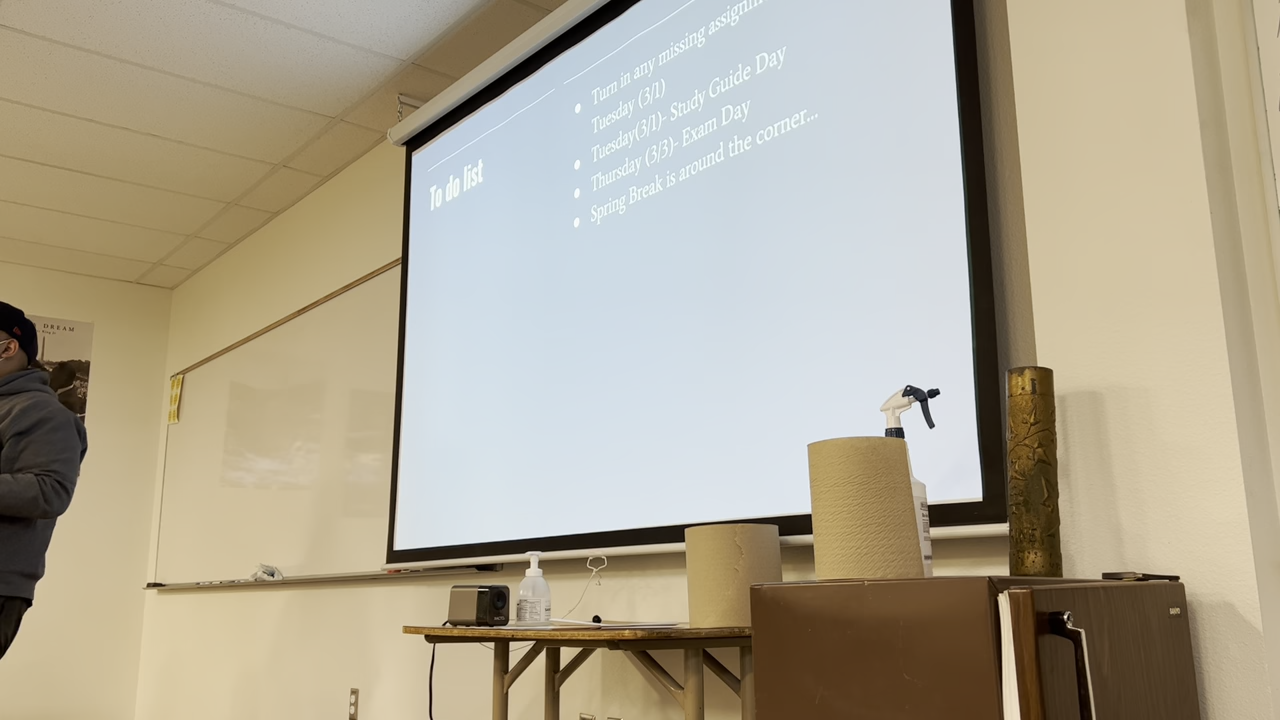 Turn in any missing
Tuesday (3/1)
Tuesday(3/1)- Study Guide Day
Thursday (3/3)- Exam Day
Spring Break is around the corner...
To do list
DREAM